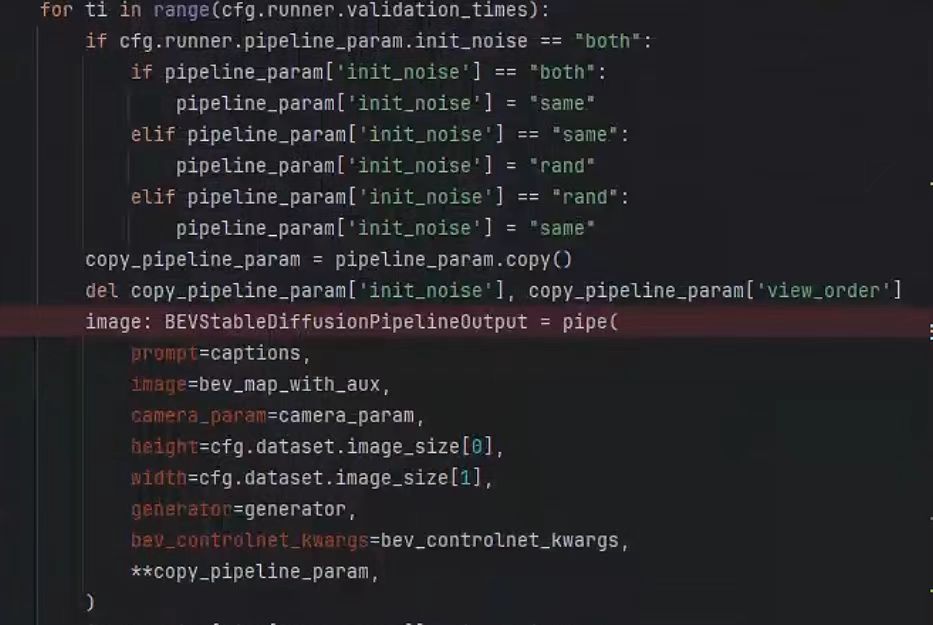 for ti in range(cfg.runner.validation_times):
    if cfg.runner.pipeline_param.init_noise == "both":
        if pipeline_param['init_noise'] == "both":
            pipeline_param['init_noise'] = "same"
        elif pipeline_param['init_noise'] == "same":
            pipeline_param['init_noise'] = "rand"
        elif pipeline_param['init_noise'] == "rand":
            pipeline_param['init_noise'] = "same"
    copy_pipeline_param = pipeline_param.copy()
    del copy_pipeline_param['init_noise'], copy_pipeline_param['view_order']
    image: BEVStableDiffusionPipelineOutput = pipe(
        prompt=captions,
        image=bev_map_with_aux,
        camera_param=camera_param,
        height=cfg.dataset.image_size[0],
        width=cfg.dataset.image_size[1],
        generator=generator,
        bev_controlnet_kwargs=bev_controlnet_kwargs,
        **copy_pipeline_param,
    )